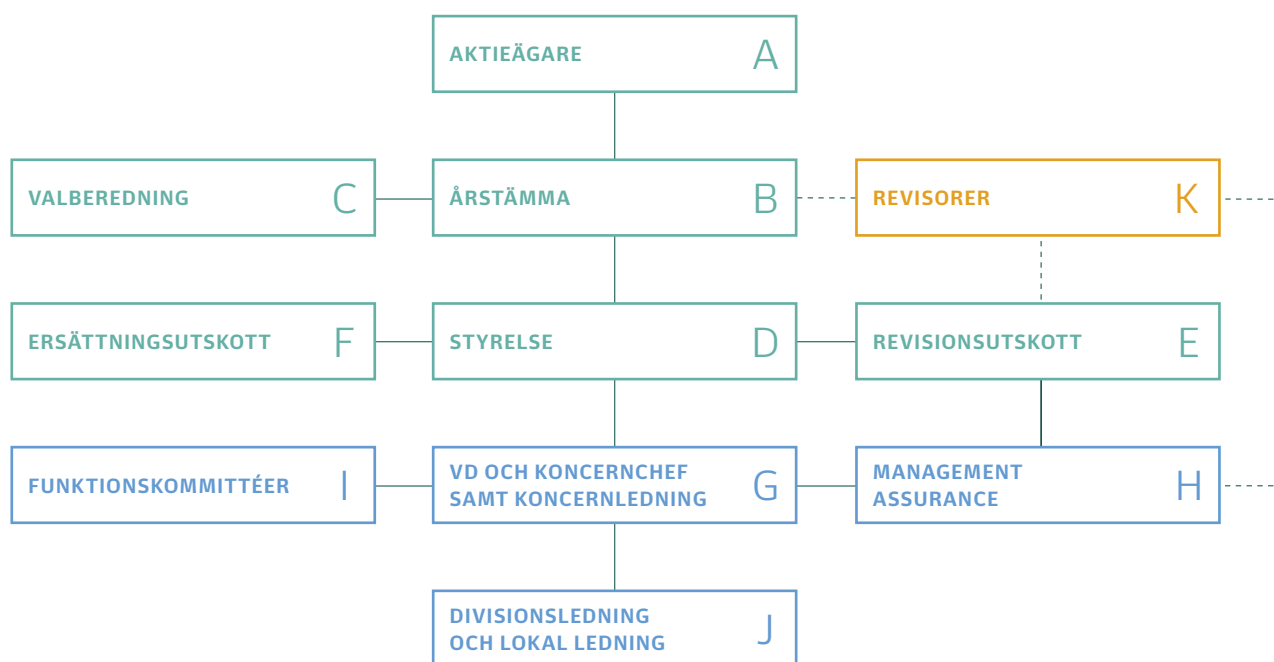 AKTIEÄGARE A
VALBEREDNING C
ÅRSTÄMMA B
REVISORER K
ERSÄTTNINGSUTSKOTT F
STYRELSE D
REVISIONSUTSKOTT E
FUNKTIONSKOMMITTÉER I
VD OCH KONCERNCHEF
SAMT KONCERNLEDNING G
MANAGEMENT
ASSURANCE H
DIVISIONSLEDNING
OCH LOKAL LEDNING J